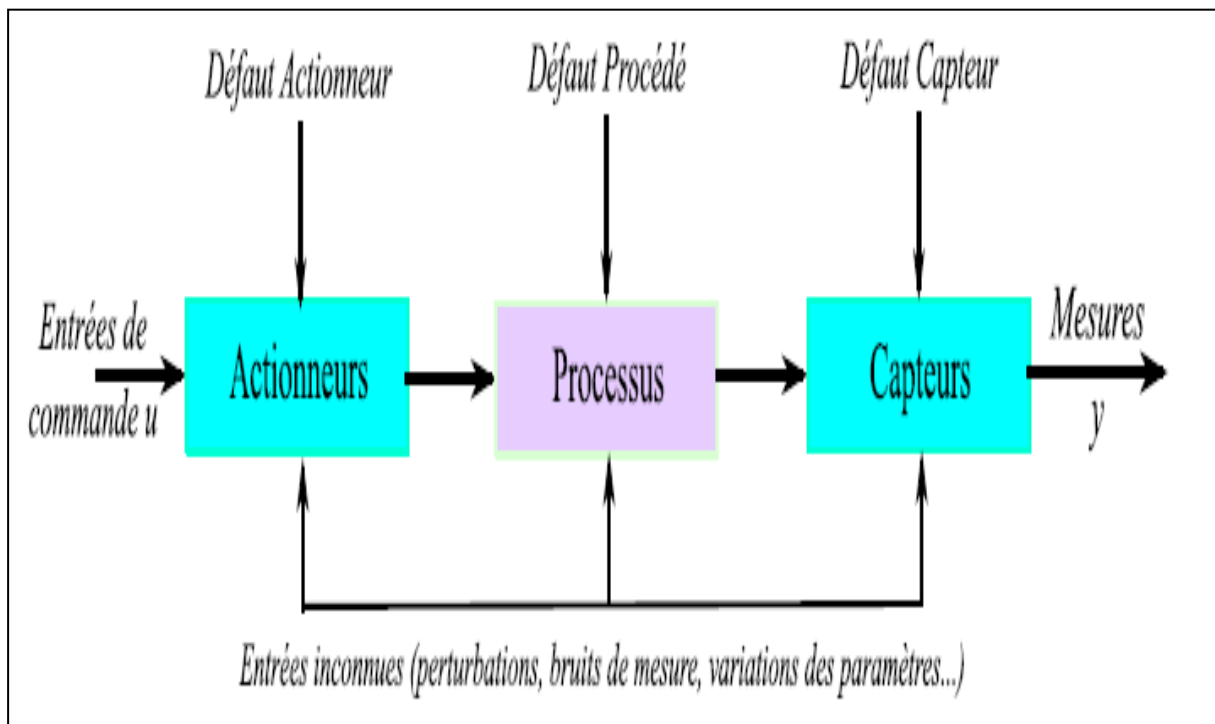 Défaut Actionneur
Défaut Procédé
Défaut Capteur
Entrées de
commande u
Actionneurs
Processus
Capteurs
Mesures
y
Entrées inconnues (perturbations, bruits de mesure, variations des paramètres...)